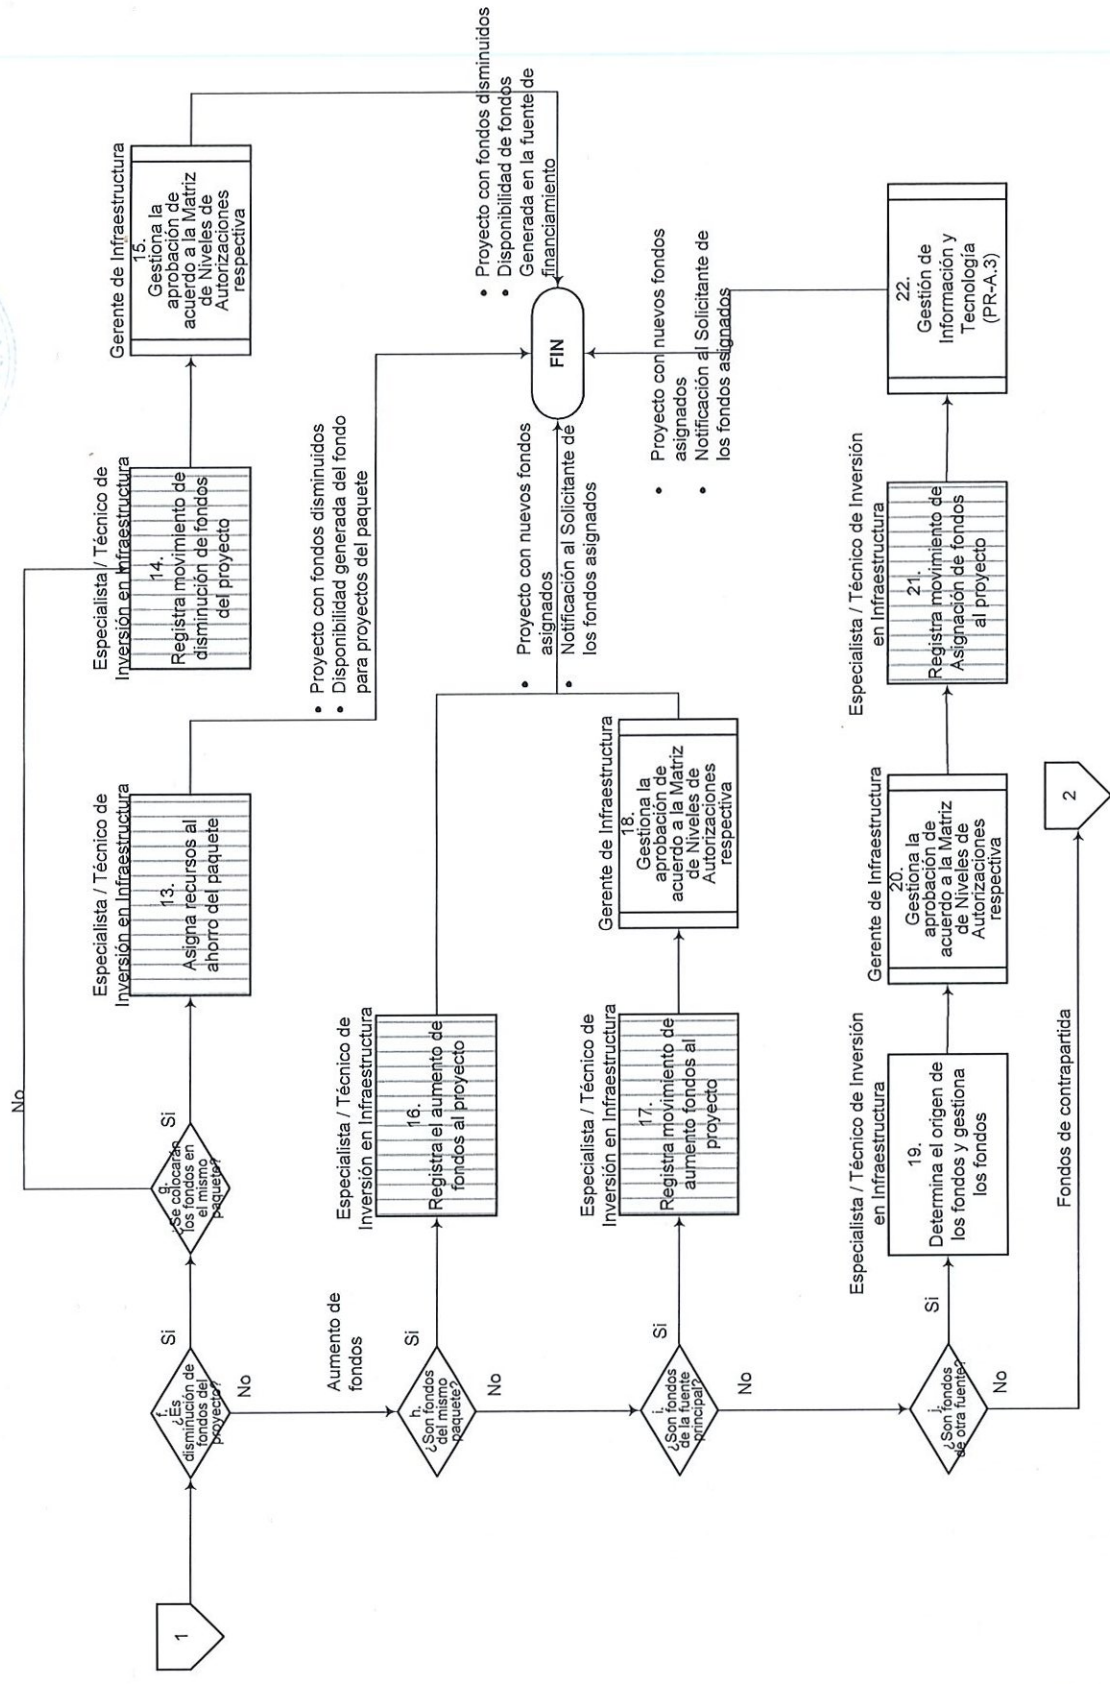 1
f.
¿Es
disminución de
fondos del
proyecto?
Si
No
g.
¿Se colocarán
los fondos en
el mismo
paquete?
No
Si
Especialista / Técnico de
Inversión en Infraestructura
13.
Asigna recursos al
ahorro del paquete
Especialista / Técnico de
Inversión en Infraestructura
14.
Registra movimiento de
disminución de fondos
del proyecto
Gerente de Infraestructura
15.
Gestiona la
aprobación de
acuerdo a la Matriz
de Niveles de
Autorizaciones
respectiva
• Proyecto con fondos disminuidos
• Disponibilidad generada del fondo
para proyectos del paquete
• Proyecto con fondos disminuidos
• Disponibilidad de fondos
Generada en la fuente de
financiamiento
Aumento de
fondos
h.
¿Son fondos
del mismo
paquete?
Si
No
Especialista / Técnico de
Inversión en Infraestructura
16.
Registra el aumento de
fondos al proyecto
• Proyecto con nuevos fondos
asignados
• Notificación al Solicitante de
los fondos asignados
FIN
i.
¿Son fondos
de la fuente
principal?
Si
No
Especialista / Técnico de
Inversión en Infraestructura
17.
Registra movimiento de
aumento fondos al
proyecto
Gerente de Infraestructura
18.
Gestiona la
aprobación de
acuerdo a la Matriz
de Niveles de
Autorizaciones
respectiva
• Proyecto con nuevos fondos
asignados
• Notificación al Solicitante de
los fondos asignados
j.
¿Son fondos
de otra fuente?
Si
No
Especialista / Técnico de Inversión
en Infraestructura
19.
Determina el origen de
los fondos y gestiona
los fondos
Gerente de Infraestructura
20.
Gestiona la
aprobación de
acuerdo a la Matriz
de Niveles de
Autorizaciones
respectiva
Especialista / Técnico de Inversión
en Infraestructura
21.
Registra movimiento de
Asignación de fondos
al proyecto
22.
Gestión de
Información y
Tecnología
(PR-A.3)
Fondos de contrapartida
2